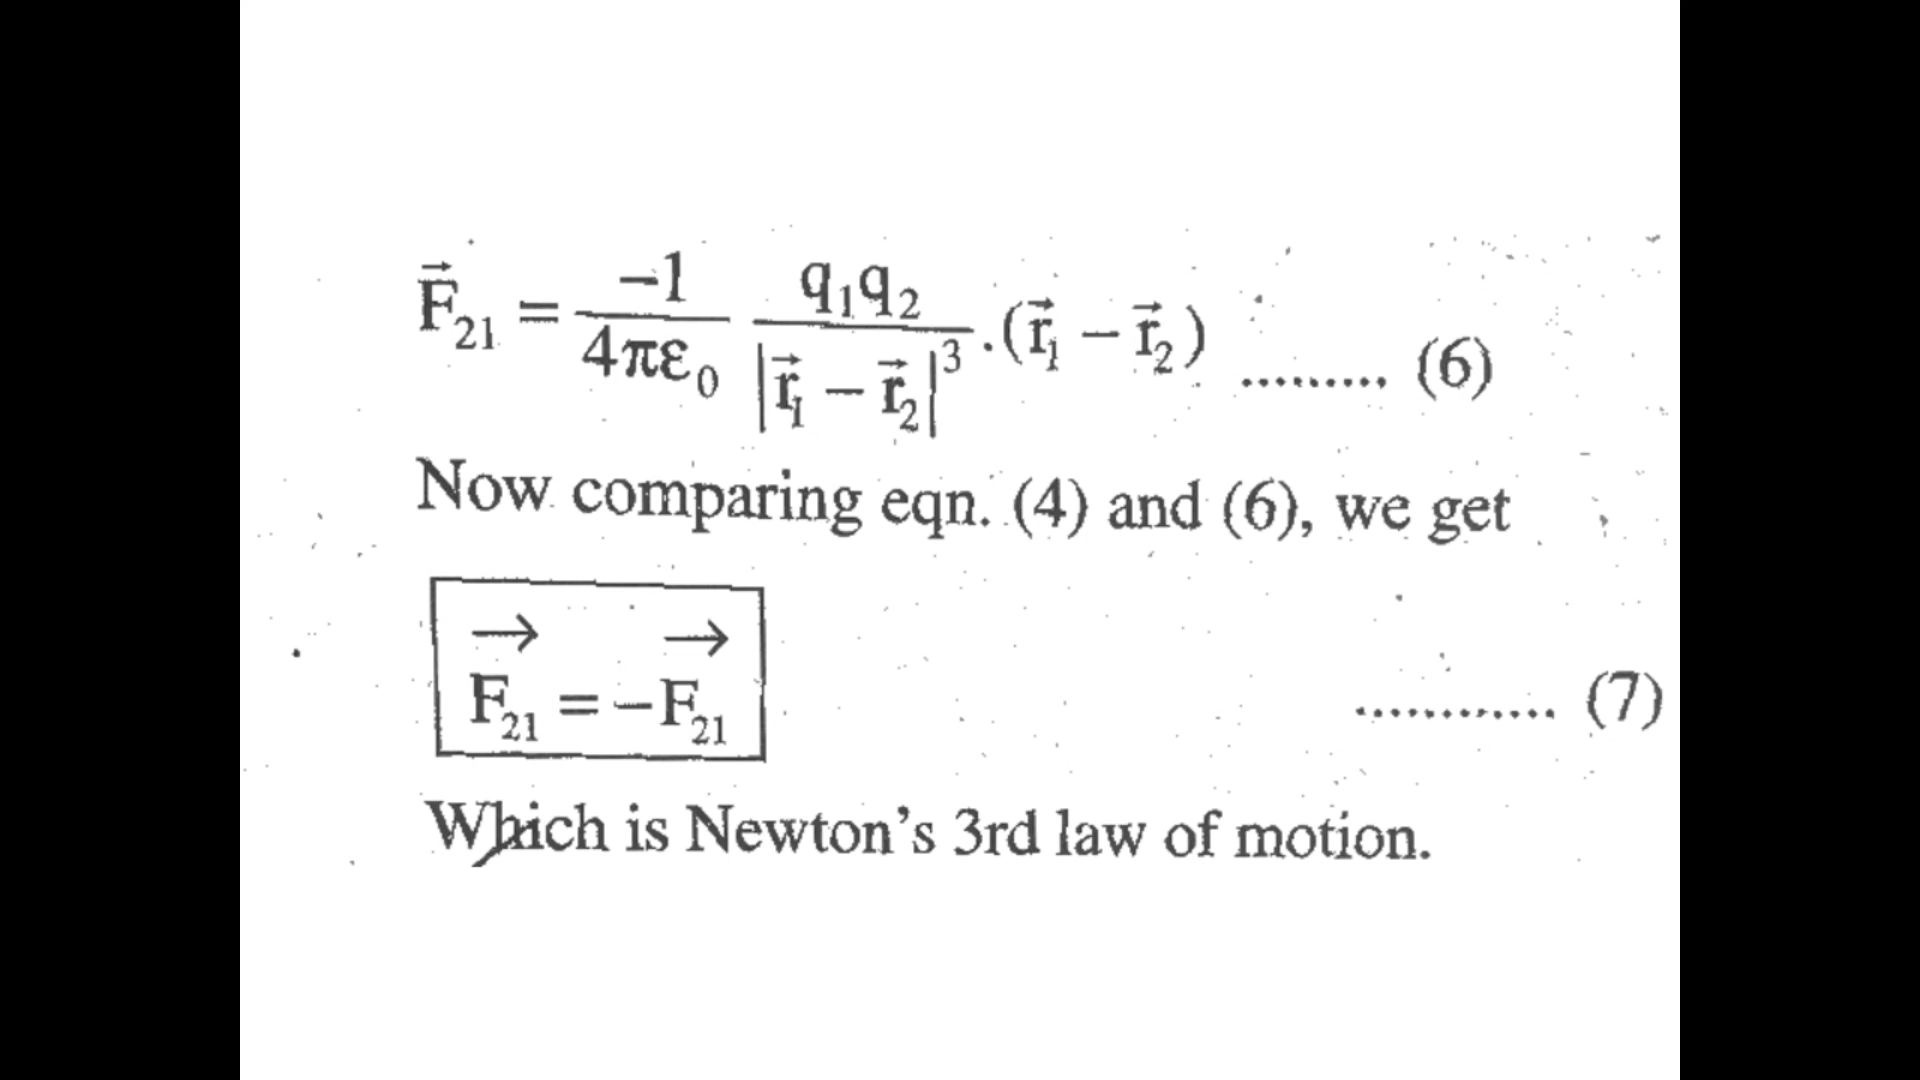 F⃗₂₁ = −1/4πε₀ q₁q₂/|r⃗₁ − r⃗₂|³ .(r⃗₁ − r⃗₂) ......... (6)
Now comparing eqn. (4) and (6), we get
F⃗₂₁ = −F⃗₂₁ ............ (7)
Which is Newton's 3rd law of motion.